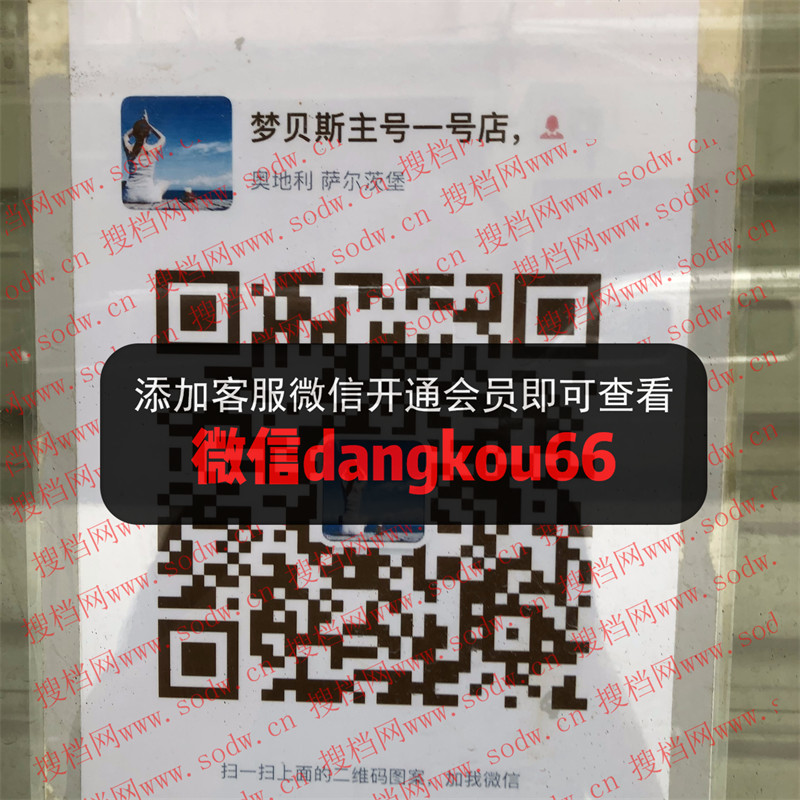 梦贝斯主号一号店,
奥地利 萨尔茨堡
添加客服微信开通会员即可查看
微信dangkou66
扫一扫上面的二维码图案,加我微信
搜档网www.sodw.cn